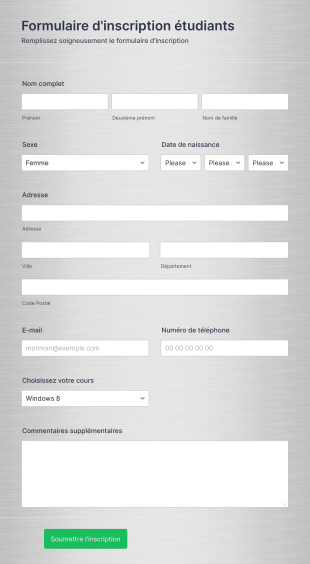 Formulaire d'inscription étudiants
Remplissez soigneusement le formulaire d'inscription
Nom complet
Prénom Deuxième prénom Nom de famille
Sexe Date de naissance
Femme Please Please Please
Adresse
Adresse
Ville Département
Code Postal
E-mail Numéro de téléphone
monnom@exemple.com 00 00 00 00 00
Choisissez votre cours
Windows 8
Commentaires supplémentaires
Soumettre l'inscription